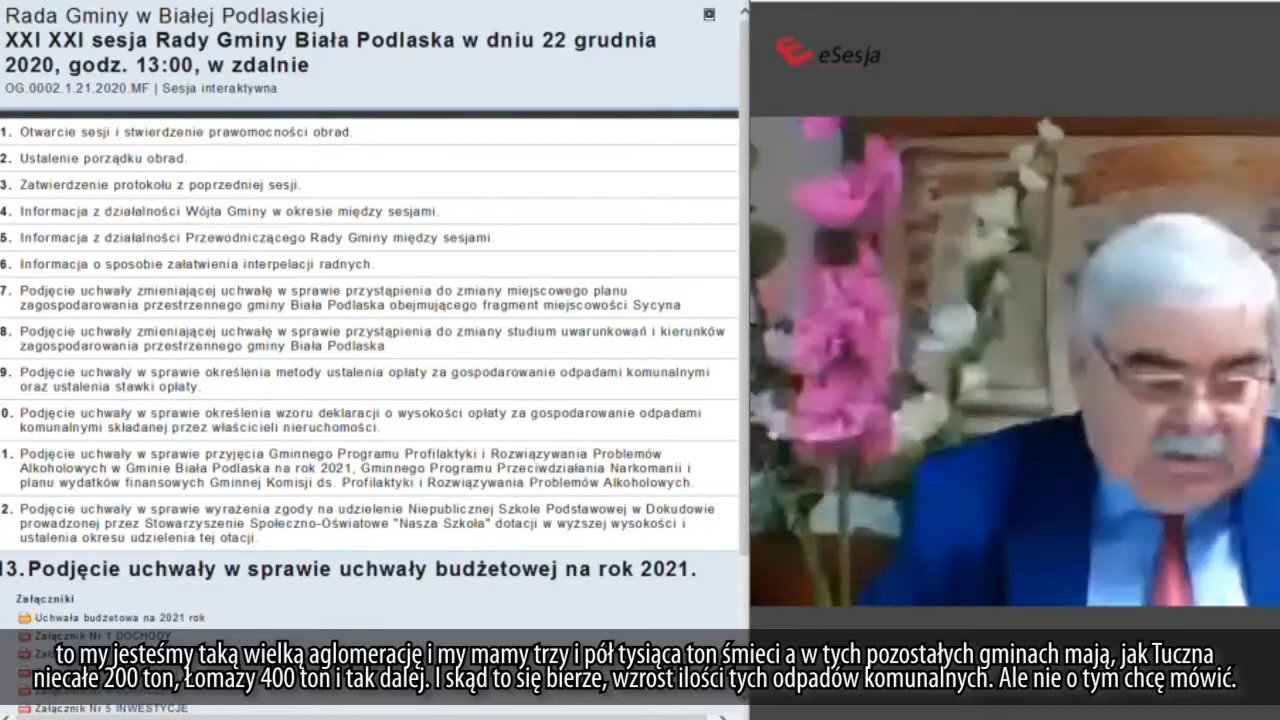 Rada Gminy w Białej Podlaskiej
XXI XXI sesja Rady Gminy Biała Podlaska w dniu 22 grudnia
2020, godz. 13:00, w zdalnie
OG.0002.1.21.2020.MF | Sesja interaktywna
1. Otwarcie sesji i stwierdzenie prawomocności obrad.
2. Ustalenie porządku obrad.
3. Zatwierdzenie protokołu z poprzedniej sesji.
4. Informacja z działalności Wójta Gminy w okresie między sesjami.
5. Informacja z działalności Przewodniczącego Rady Gminy między sesjami.
6. Informacja o sposobie załatwienia interpelacji radnych.
7. Podjęcie uchwały zmieniającej uchwałę w sprawie przystąpienia do zmiany miejscowego planu
zagospodarowania przestrzennego gminy Biała Podlaska obejmującego fragment miejscowości Sycyna
8. Podjęcie uchwały zmieniającej uchwałę w sprawie przystąpienia do zmiany studium uwarunkowań i kierunków
zagospodarowania przestrzennego gminy Biała Podlaska
9. Podjęcie uchwały w sprawie określenia metody ustalenia opłaty za gospodarowanie odpadami komunalnymi
oraz ustalenia stawki opłaty.
0. Podjęcie uchwały w sprawie określenia wzoru deklaracji o wysokości opłaty za gospodarowanie odpadami
komunalnymi składanej przez właścicieli nieruchomości.
1. Podjęcie uchwały w sprawie przyjęcia Gminnego Programu Profilaktyki i Rozwiązywania Problemów
Alkoholowych w Gminie Biała Podlaska na rok 2021, Gminnego Programu Przeciwdziałania Narkomanii i
planu wydatków finansowych Gminnej Komisji ds. Profilaktyki i Rozwiązywania Problemów Alkoholowych.
2. Podjęcie uchwały w sprawie wyrażenia zgody na udzielenie Niepublicznej Szkole Podstawowej w Dokudowie
prowadzonej przez Stowarzyszenie Społeczno-Oświatowe "Nasza Szkoła" dotacji w wyższej wysokości i
ustalenia okresu udzielenia tej otacji.
13.Podjęcie uchwały w sprawie uchwały budżetowej na rok 2021.
Załączniki
Uchwała budżetowa na 2021 rok
Załącznik Nr 1 DOCHODY
Załącznik Nr 5 INWESTYCJE
eSesja
to my jesteśmy taką wielką aglomerację i my mamy trzy i pół tysiąca ton śmieci a w tych pozostałych gminach mają, jak Tuczna
niecałe 200 ton, Łomazy 400 ton i tak dalej. I skąd to się bierze, wzrost ilości tych odpadów komunalnych. Ale nie o tym chcę mówić.